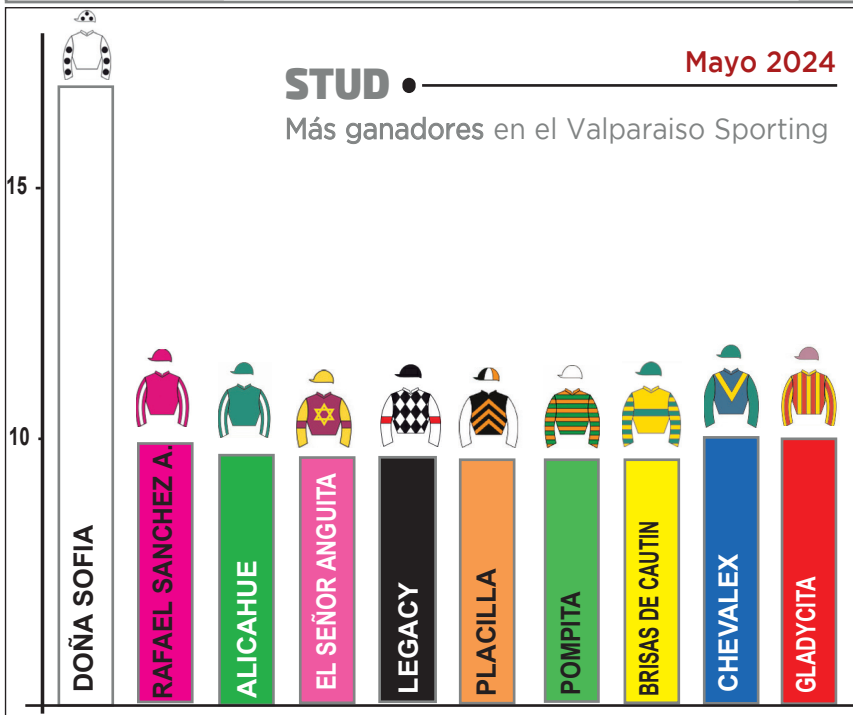 Mayo 2024
STUD
Más ganadores en el Valparaiso Sporting
15
10
DOÑA SOFIA
RAFAEL SANCHEZ A.
ALICAHUE
EL SEÑOR ANGUITA
LEGACY
PLACILLA
POMPITA
BRISAS DE CAUTIN
CHEVALEX
GLADYCITA